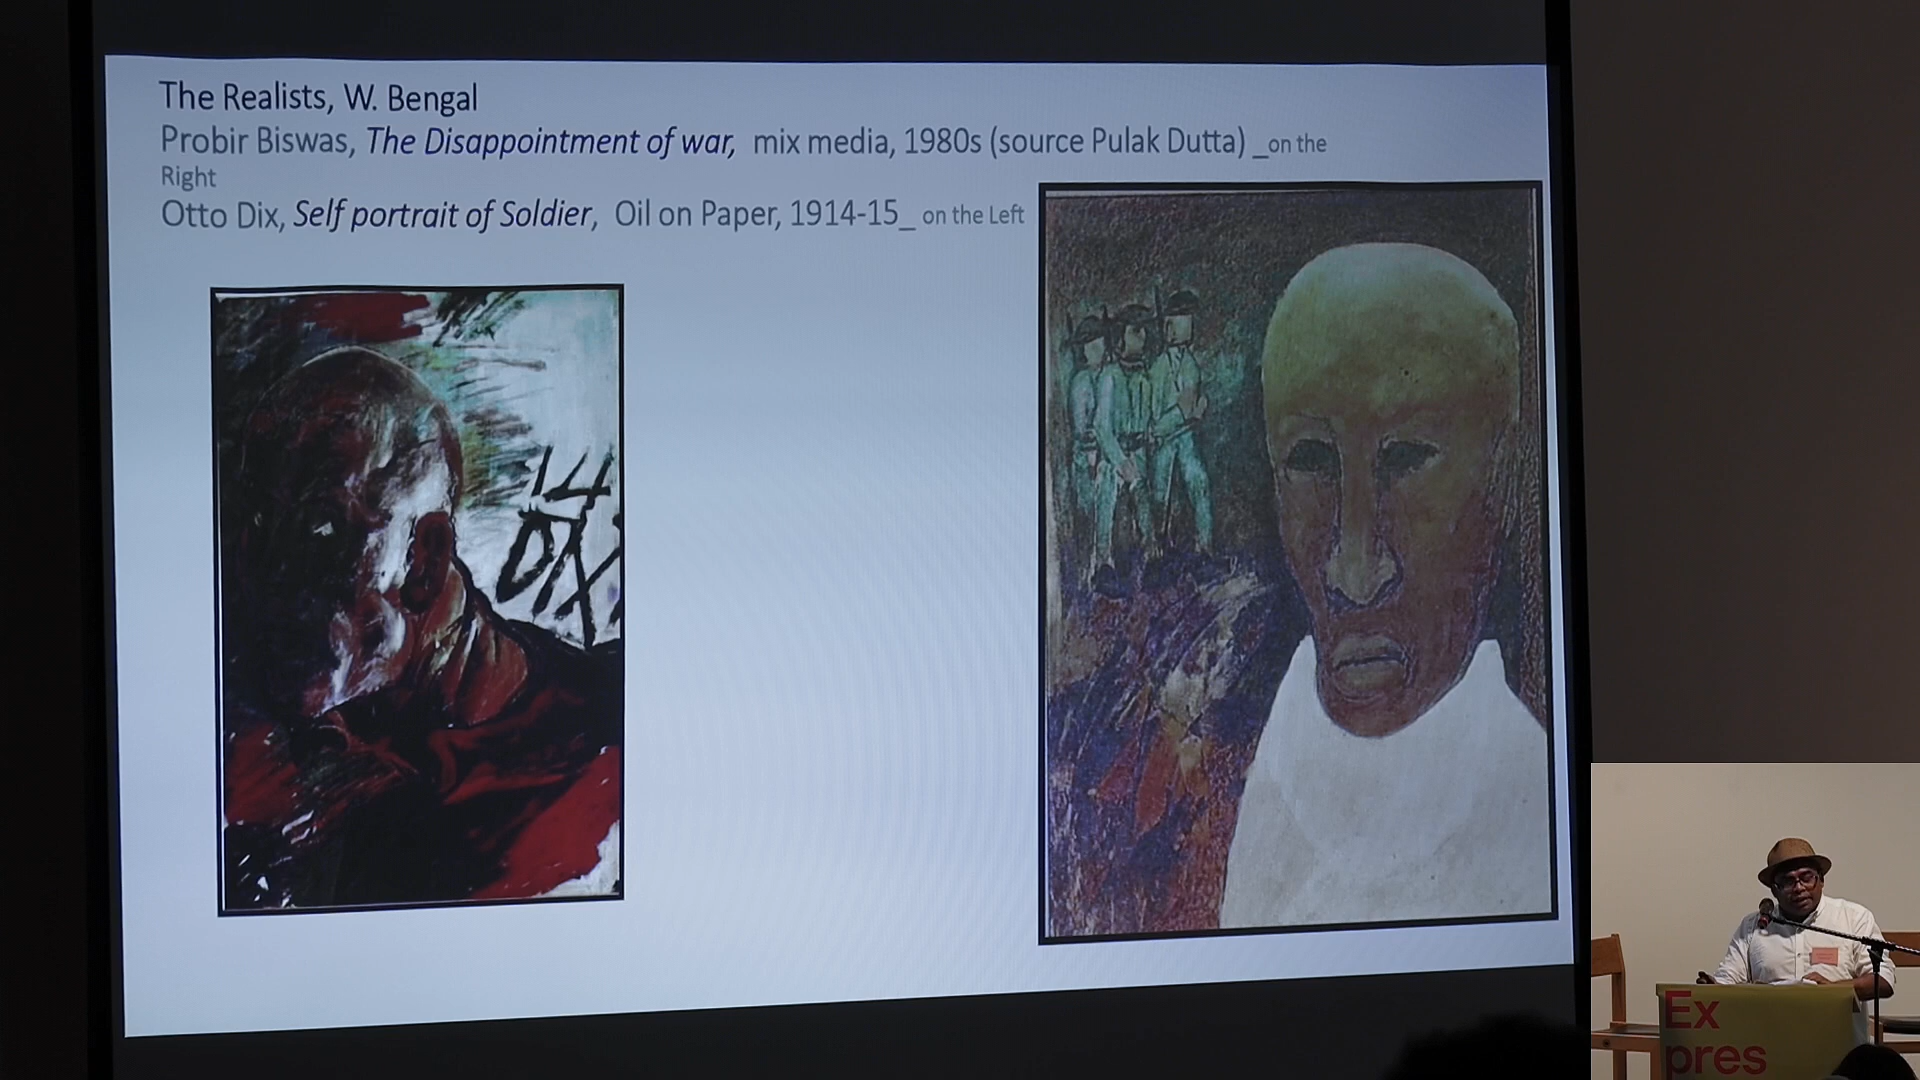 The Realists, W. Bengal
Probir Biswas, The Disappointment of war, mix media, 1980s (source Pulak Dutta) _on the
Right
Otto Dix, Self portrait of Soldier, Oil on Paper, 1914-15_ on the Left
14
DIX
Ex
pres